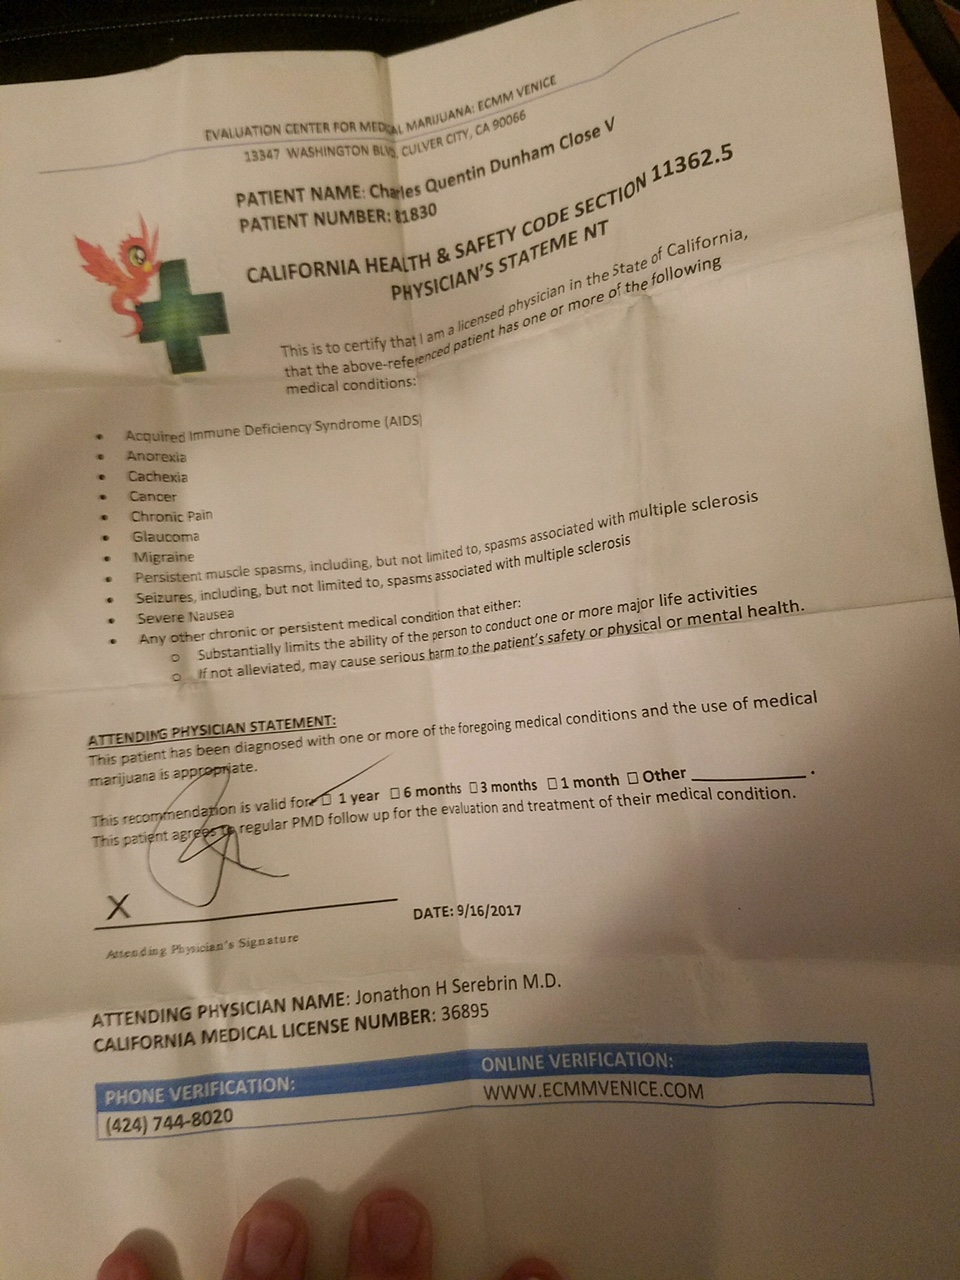 EVALUATION CENTER FOR MEDICAL MARIJUANA: ECMM VENICE
13347 WASHINGTON BLVD, CULVER CITY, CA 90066
PATIENT NAME: Charles Quentin Dunham Close V
PATIENT NUMBER: 11830
CALIFORNIA HEALTH & SAFETY CODE SECTION 11362.5
PHYSICIAN'S STATEME NT
This is to certify that I am a licensed physician in the State of California,
that the above-referenced patient has one or more of the following
medical conditions:
• Acquired Immune Deficiency Syndrome (AIDS)
• Anorexia
• Cachexia
• Cancer
• Chronic Pain
• Glaucoma
• Migraine
• Persistent muscle spasms, including, but not limited to, spasms associated with multiple sclerosis
• Seizures, including, but not limited to, spasms associated with multiple sclerosis
• Severe Nausea
• Any other chronic or persistent medical condition that either:
o Substantially limits the ability of the person to conduct one or more major life activities
o If not alleviated, may cause serious harm to the patient's safety or physical or mental health.
ATTENDING PHYSICIAN STATEMENT:
This patient has been diagnosed with one or more of the foregoing medical conditions and the use of medical
marijuana is appropriate.
This recommendation is valid for: ☐ 1 year ☐ 6 months ☐ 3 months ☐ 1 month ☐ Other ____________ .
This patient agrees to regular PMD follow up for the evaluation and treatment of their medical condition.
X
DATE: 9/16/2017
Attending Physician's Signature
ATTENDING PHYSICIAN NAME: Jonathon H Serebrin M.D.
CALIFORNIA MEDICAL LICENSE NUMBER: 36895
PHONE VERIFICATION: ONLINE VERIFICATION:
(424) 744-8020 WWW.ECMMVENICE.COM